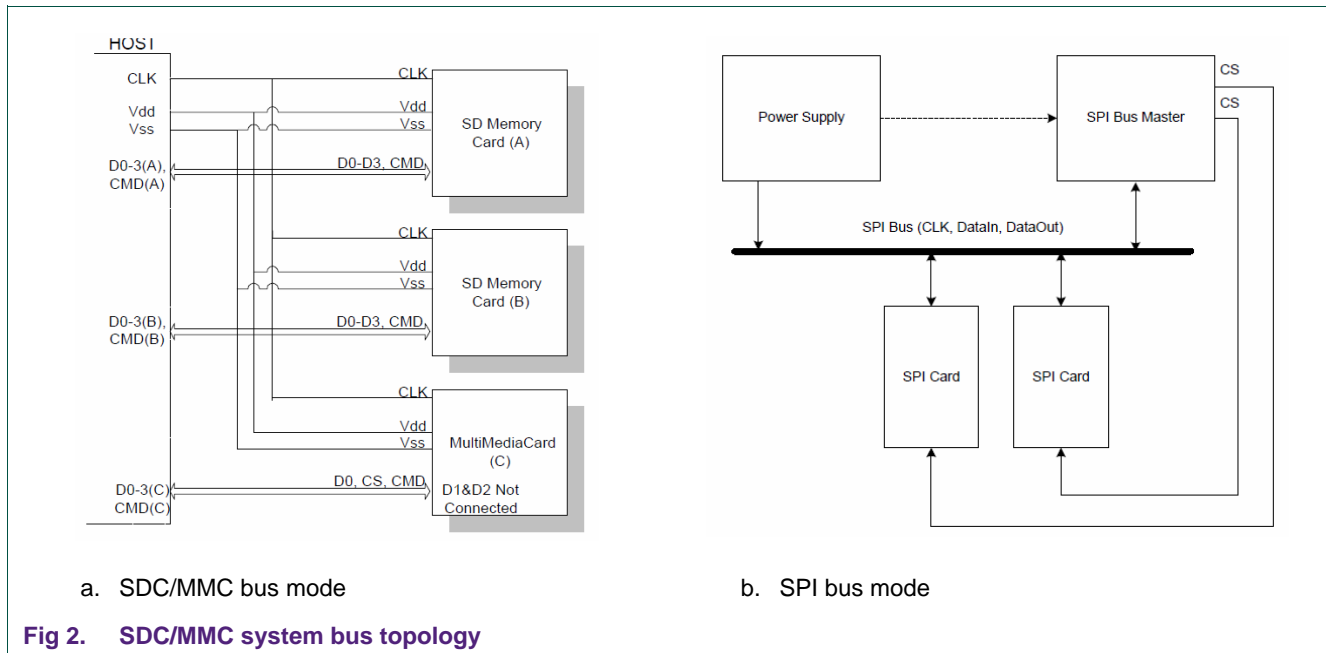 HOST
CLK
Vdd
Vss
D0-3(A),
CMD(A)
D0-3(B),
CMD(B)
D0-3(C)
CMD(C)
CLK
Vdd
Vss
D0-D3, CMD
SD Memory
Card (A)
CLK
Vdd
Vss
D0-D3, CMD
SD Memory
Card (B)
CLK
Vdd
Vss
D0, CS, CMD
MultiMediaCard
(C)
D1&D2 Not
Connected
Power Supply
SPI Bus Master
CS
CS
SPI Bus (CLK, DataIn, DataOut)
SPI Card
SPI Card
a. SDC/MMC bus mode
b. SPI bus mode
Fig 2. SDC/MMC system bus topology